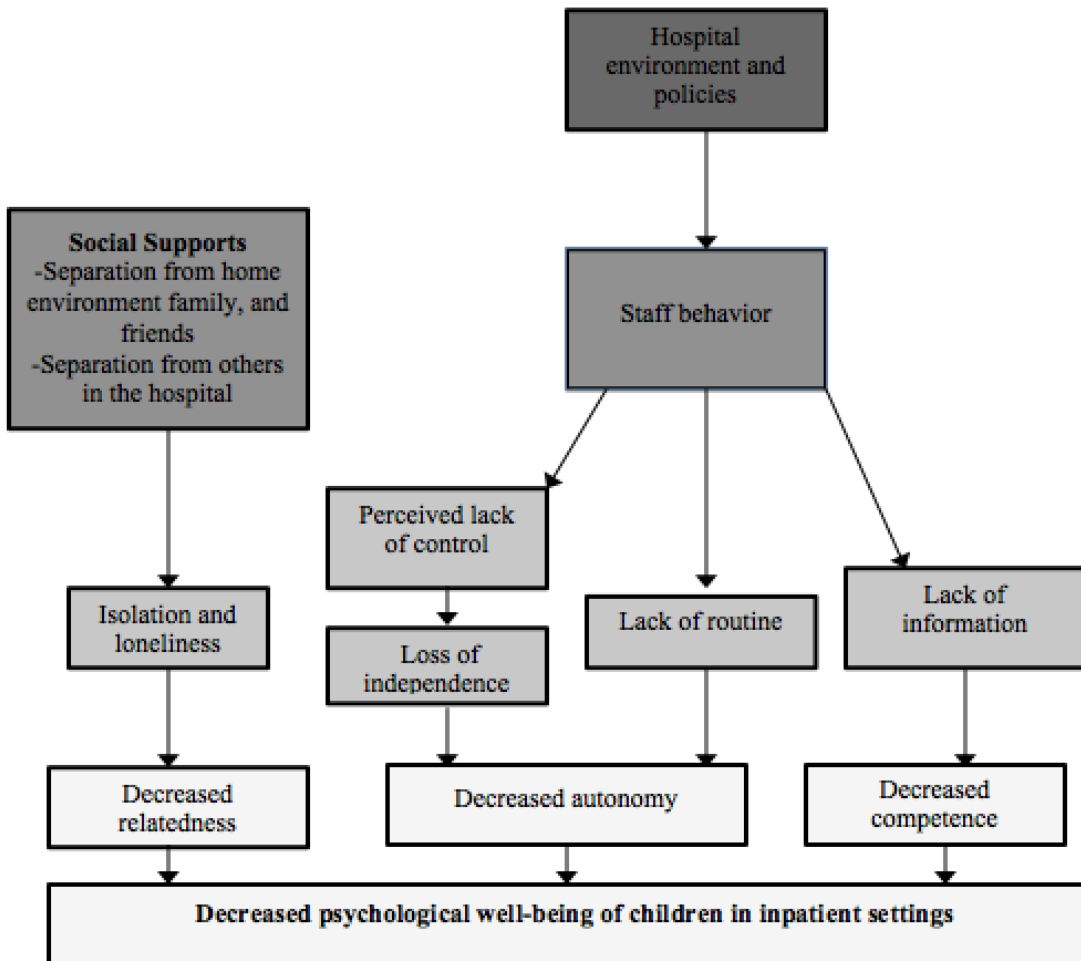 Hospital
environment and
policies
Social Supports
-Separation from home
environment family, and
friends
-Separation from others
in the hospital
Staff behavior
Perceived lack
of control
Isolation and
loneliness
Loss of
independence
Lack of routine
Lack of
information
Decreased
relatedness
Decreased autonomy
Decreased
competence
Decreased psychological well-being of children in inpatient settings